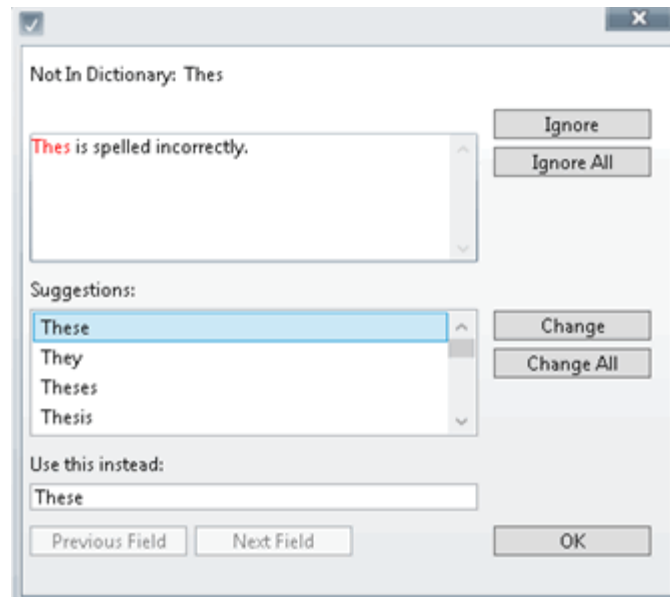 Not In Dictionary: Thes
Ignore
Thes is spelled incorrectly.
Ignore All
Suggestions:
These
Change
They
Change All
Theses
Thesis
Use this instead:
These
Previous Field
Next Field
OK